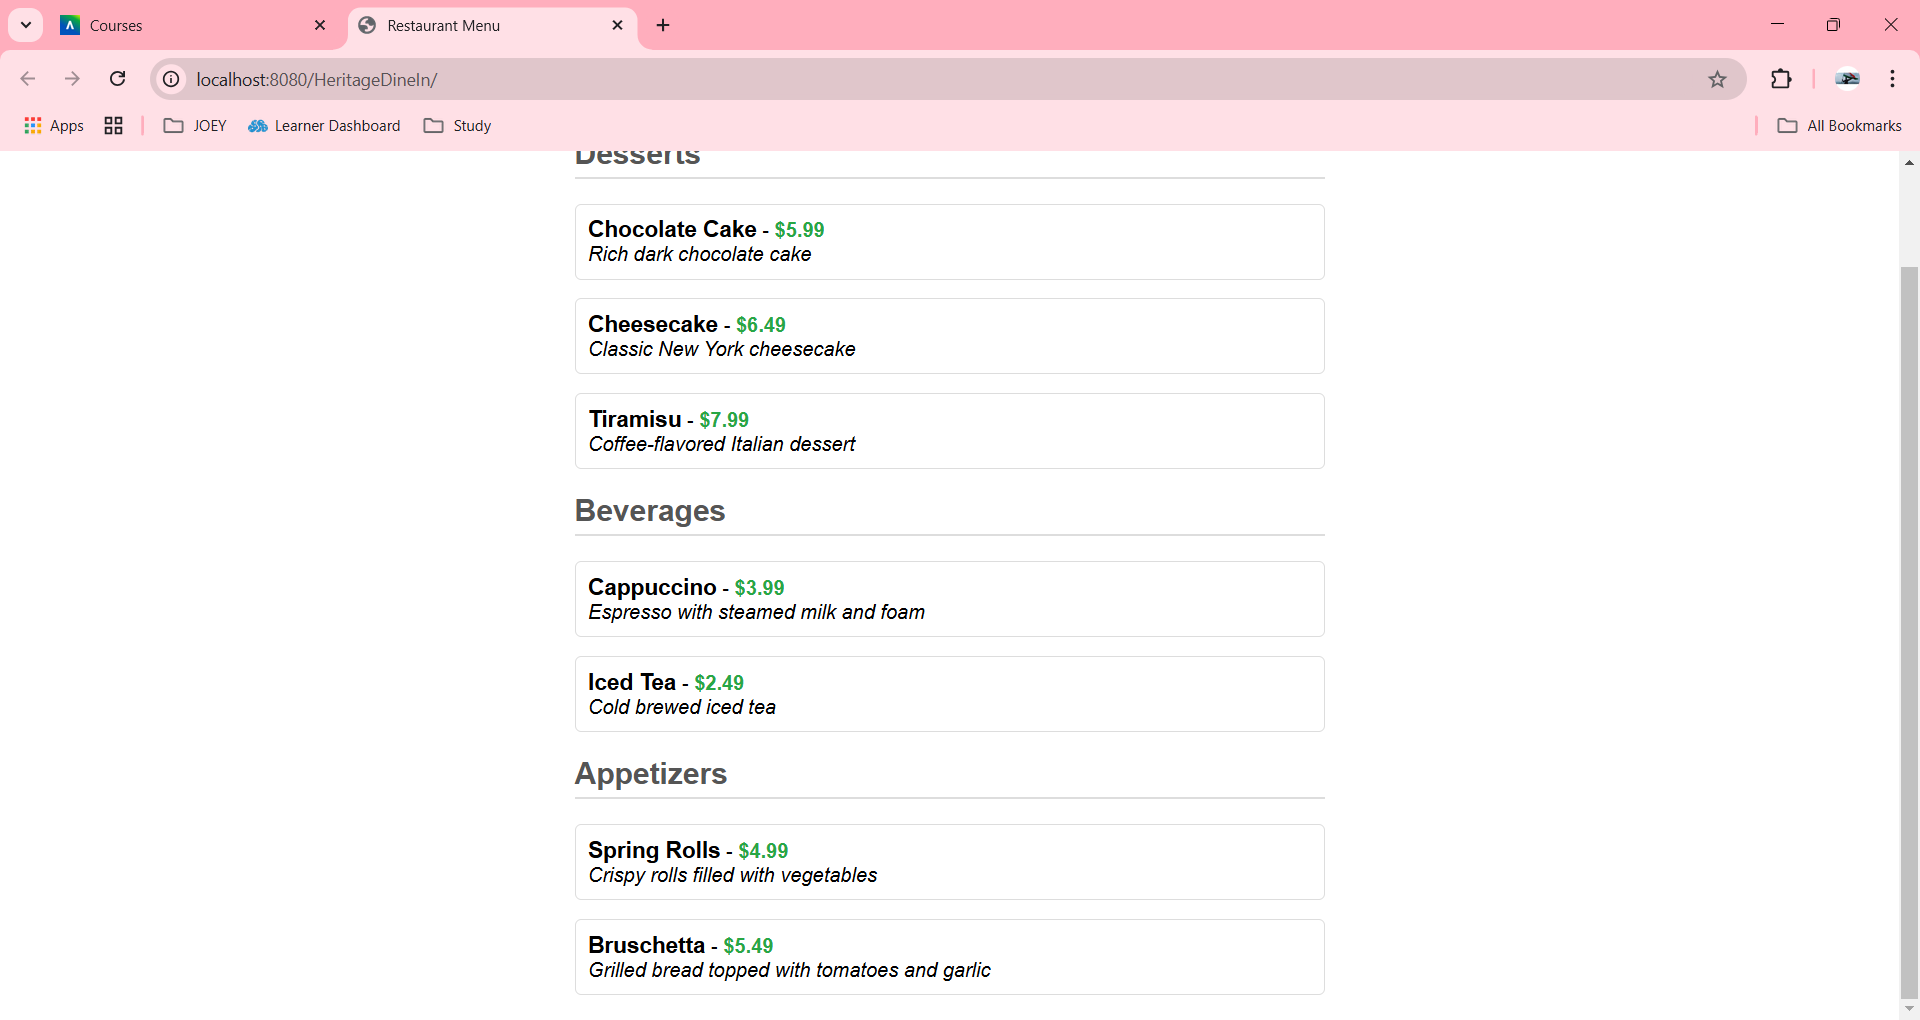 Courses
Restaurant Menu
localhost:8080/HeritageDineIn/
Apps
JOEY
Learner Dashboard
Study
All Bookmarks
Desserts
Chocolate Cake - $5.99
Rich dark chocolate cake
Cheesecake - $6.49
Classic New York cheesecake
Tiramisu - $7.99
Coffee-flavored Italian dessert
Beverages
Cappuccino - $3.99
Espresso with steamed milk and foam
Iced Tea - $2.49
Cold brewed iced tea
Appetizers
Spring Rolls - $4.99
Crispy rolls filled with vegetables
Bruschetta - $5.49
Grilled bread topped with tomatoes and garlic